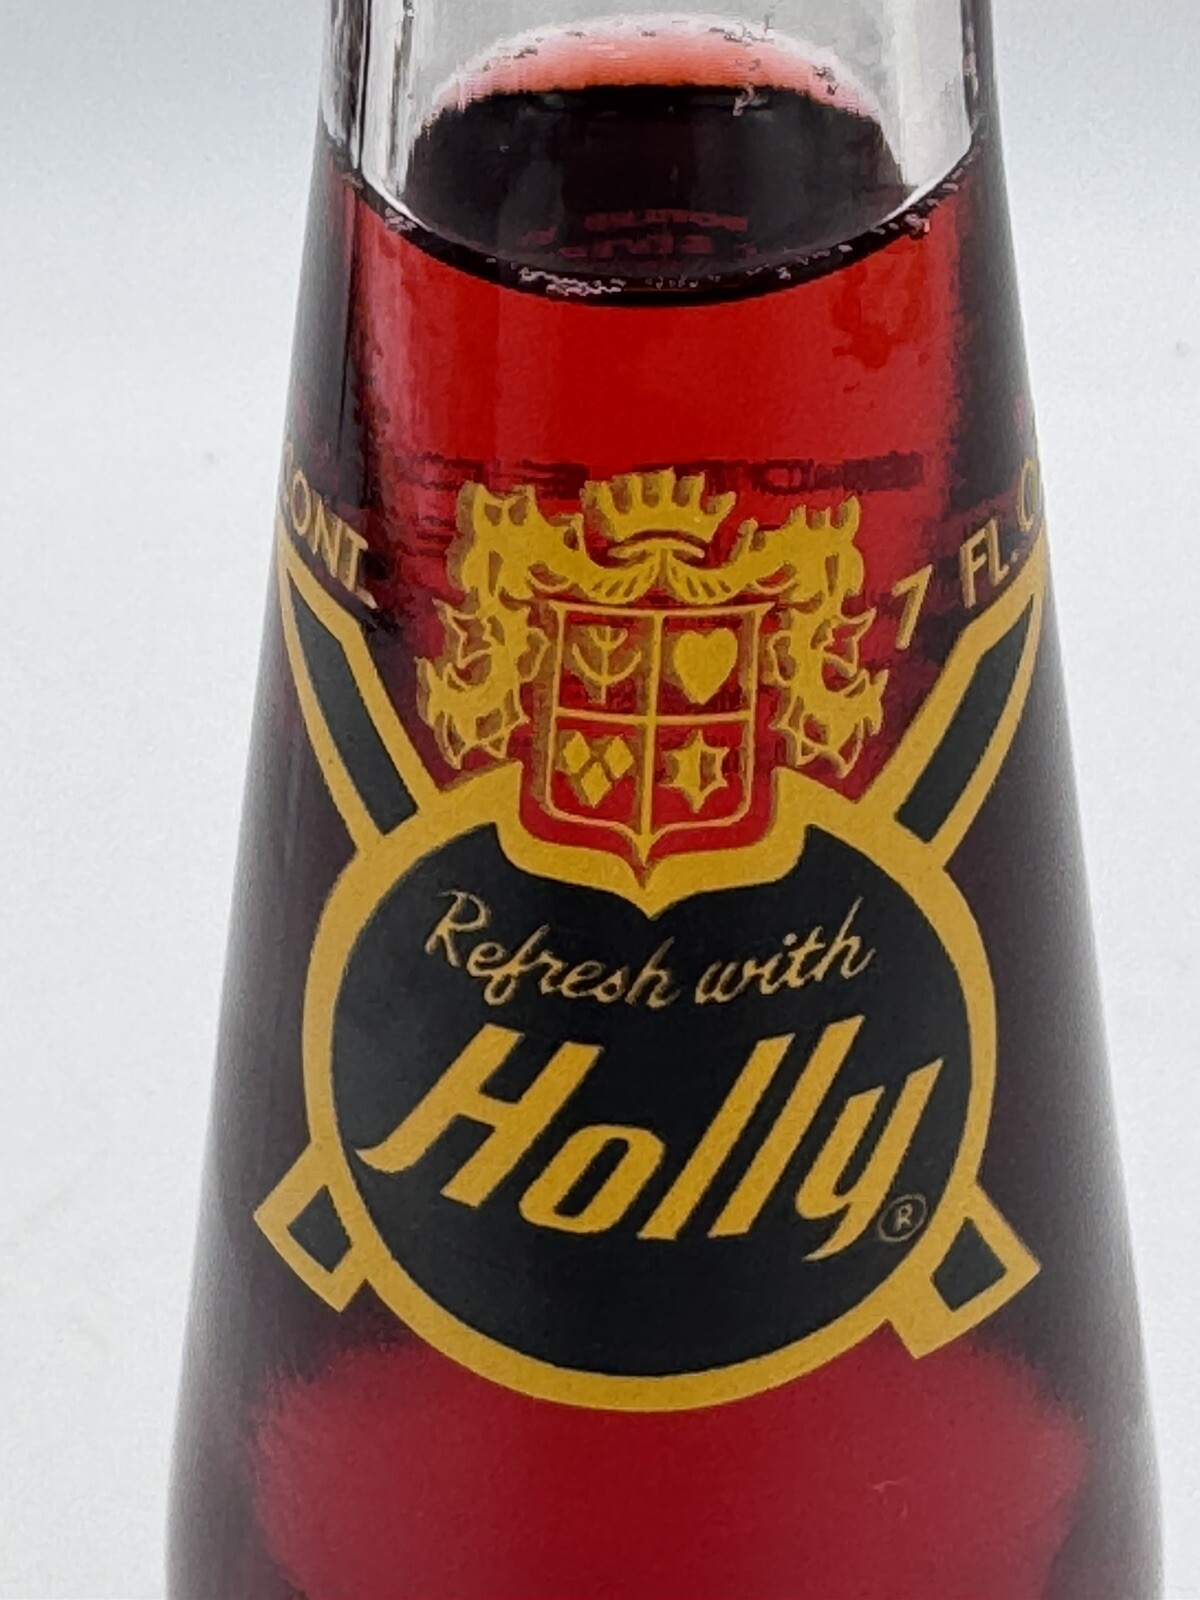 CONT. 7 FL. O
Refresh with
Holly®